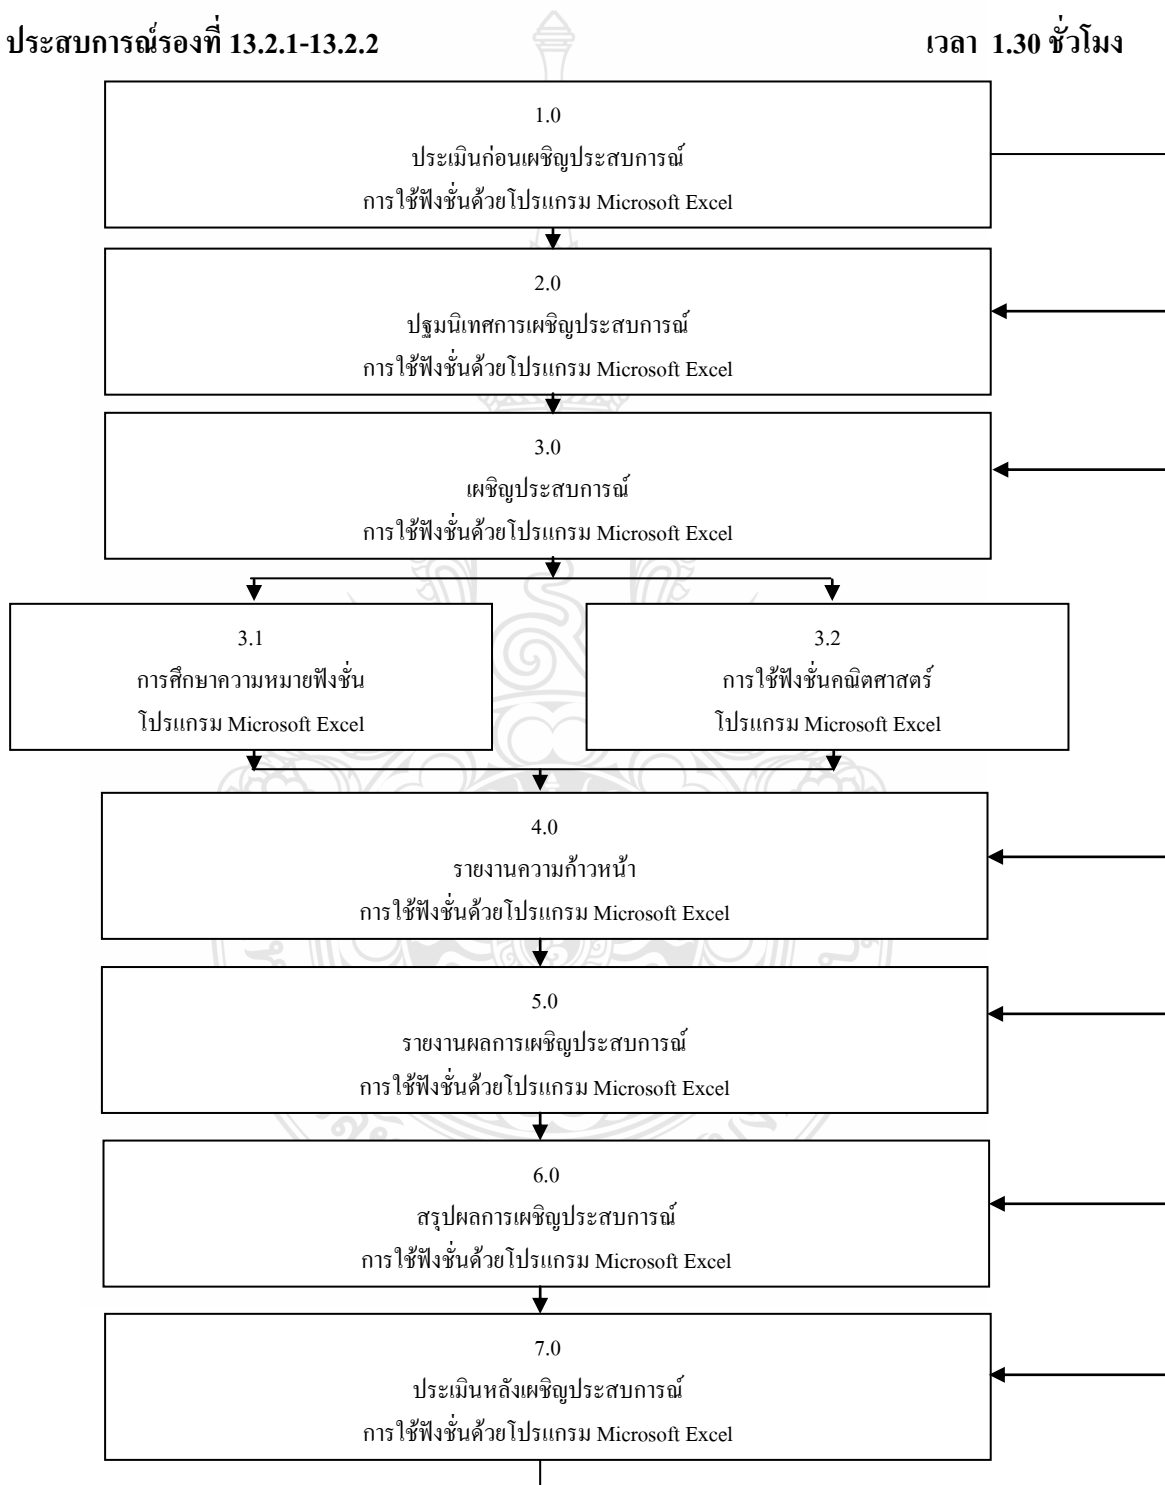 ประสบการณ์รองที่ 13.2.1-13.2.2 เวลา 1.30 ชั่วโมง
1.0
ประเมินก่อนเผชิญประสบการณ์
การใช้ฟังชั่นด้วยโปรแกรม Microsoft Excel
2.0
ปฐมนิเทศการเผชิญประสบการณ์
การใช้ฟังชั่นด้วยโปรแกรม Microsoft Excel
3.0
เผชิญประสบการณ์
การใช้ฟังชั่นด้วยโปรแกรม Microsoft Excel
3.1
การศึกษาความหมายฟังชั่น
โปรแกรม Microsoft Excel
3.2
การใช้ฟังชั่นคณิตศาสตร์
โปรแกรม Microsoft Excel
4.0
รายงานความก้าวหน้า
การใช้ฟังชั่นด้วยโปรแกรม Microsoft Excel
5.0
รายงานผลการเผชิญประสบการณ์
การใช้ฟังชั่นด้วยโปรแกรม Microsoft Excel
6.0
สรุปผลการเผชิญประสบการณ์
การใช้ฟังชั่นด้วยโปรแกรม Microsoft Excel
7.0
ประเมินหลังเผชิญประสบการณ์
การใช้ฟังชั่นด้วยโปรแกรม Microsoft Excel